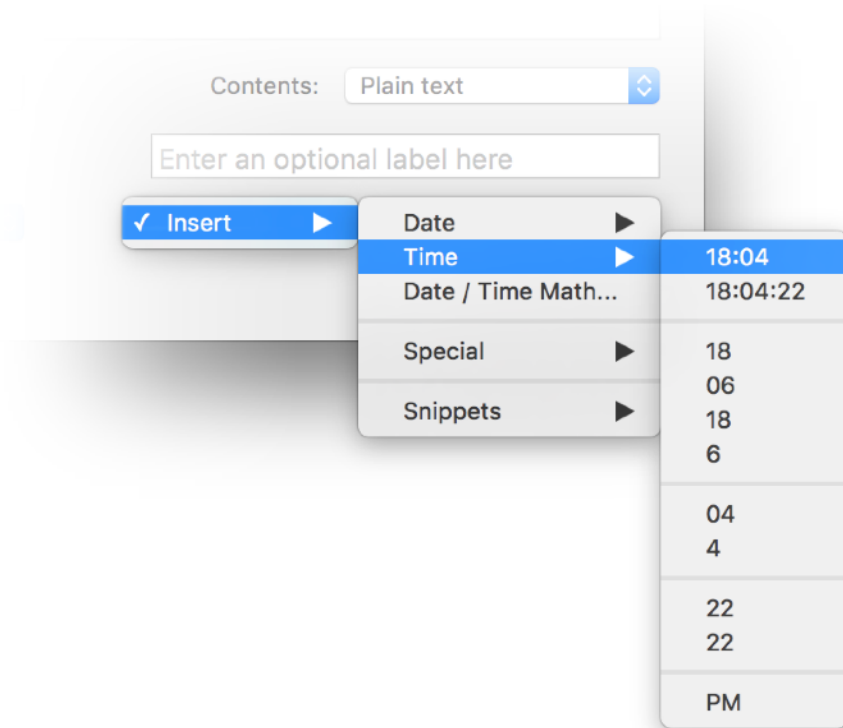 Contents: Plain text
Enter an optional label here
✓ Insert ▶
Date ▶
Time ▶
Date / Time Math...
Special ▶
Snippets ▶
18:04
18:04:22
18
06
18
6
04
4
22
22
PM